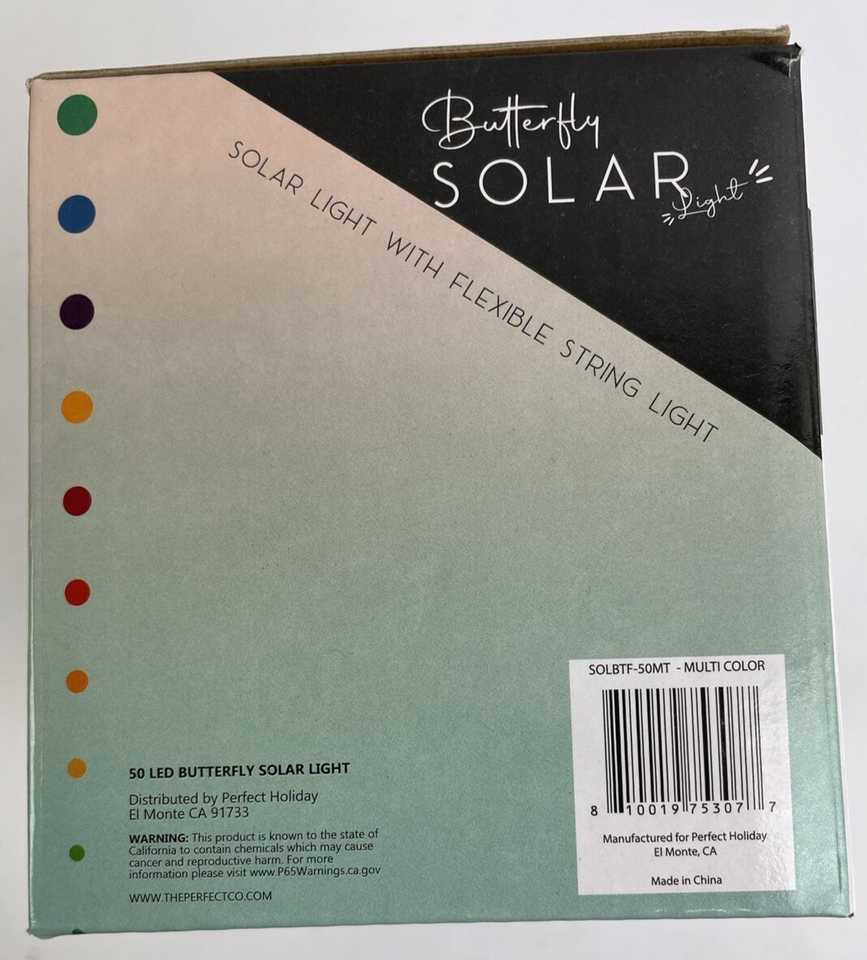 Butterfly
SOLAR
Light
SOLAR LIGHT WITH FLEXIBLE STRING LIGHT
SOLBTF-50MT - MULTI COLOR
8 10019 75307 7
Manufactured for Perfect Holiday
El Monte, CA
Made in China
50 LED BUTTERFLY SOLAR LIGHT
Distributed by Perfect Holiday
El Monte CA 91733
WARNING: This product is known to the state of
California to contain chemicals which may cause
cancer and reproductive harm. For more
information please visit www.P65Warnings.ca.gov
WWW.THEPERFECTCO.COM